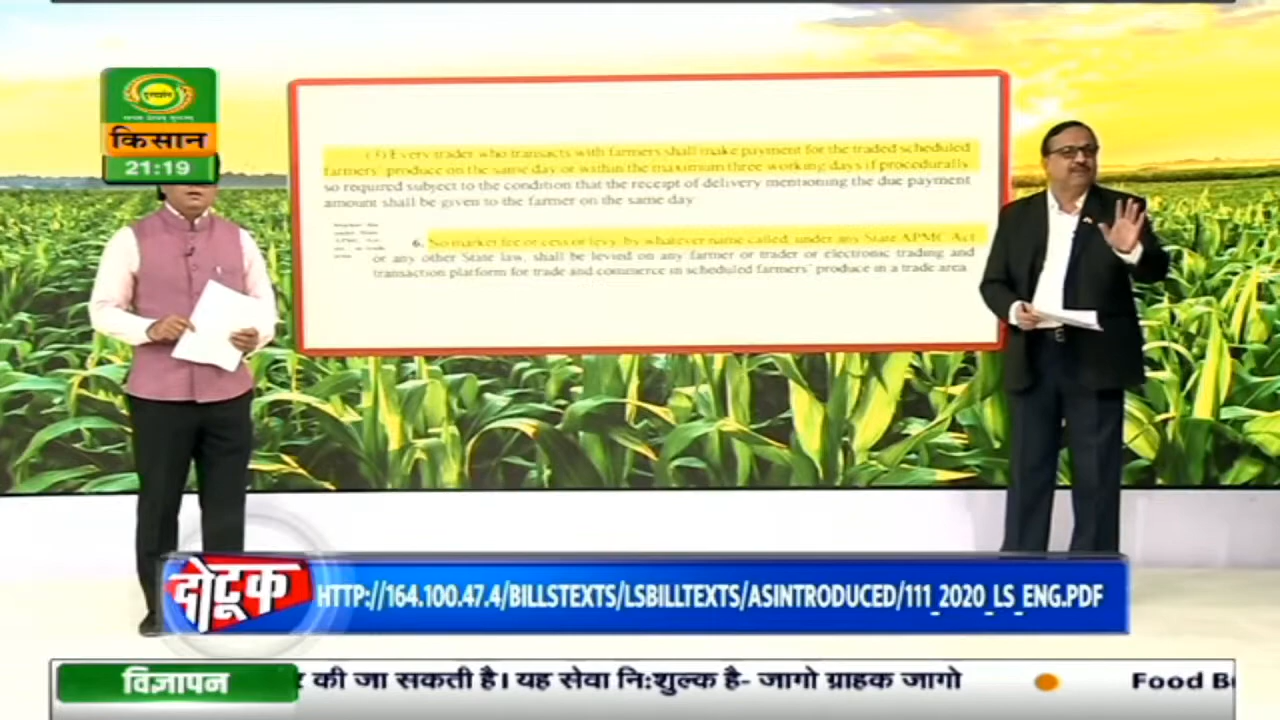 किसान
21:19
(3) Every trader who transacts with farmers shall make payment for the traded scheduled
farmers' produce on the same day or within the maximum three working days if procedurally
so required subject to the condition that the receipt of delivery mentioning the due payment
amount shall be given to the farmer on the same day
6. No market fee or cess or levy, by whatever name called, under any State APMC Act
or any other State law, shall be levied on any farmer or trader or electronic trading and
transaction platform for trade and commerce in scheduled farmers' produce in a trade area
दो टूक
HTTP://164.100.47.4/BILLSTEXTS/LSBILLTEXTS/ASINTRODUCED/111_2020_LS_ENG.PDF
विज्ञापन
की जा सकती है। यह सेवा नि:शुल्क है- जागो ग्राहक जागो
Food